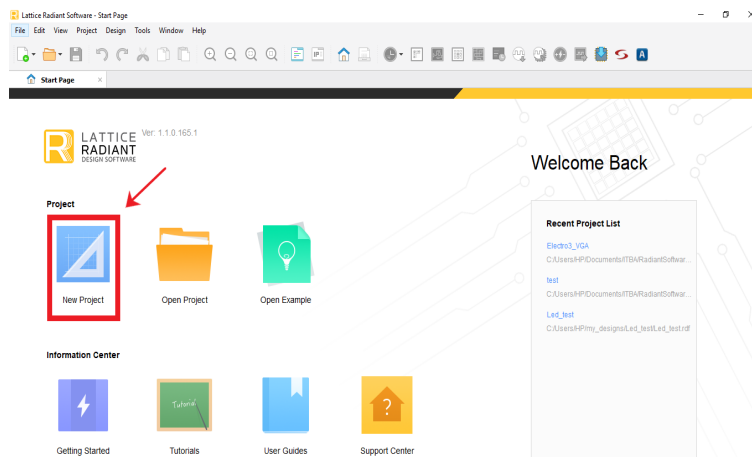 Lattice Radiant Software - Start Page
File Edit View Project Design Tools Window Help
Start Page
LATTICE
RADIANT
DESIGN SOFTWARE
Ver: 1.1.0.165.1
Welcome Back
Project
New Project
Open Project
Open Example
Recent Project List
Electro3_VGA
C:/Users/HP/Documents/ITBA/RadiantSoftwar...
test
C:/Users/HP/Documents/ITBA/RadiantSoftwar...
Led_test
C:/Users/HP/my_designs/Led_test/Led_test.rdf
Information Center
Tutorial
Getting Started
Tutorials
User Guides
Support Center